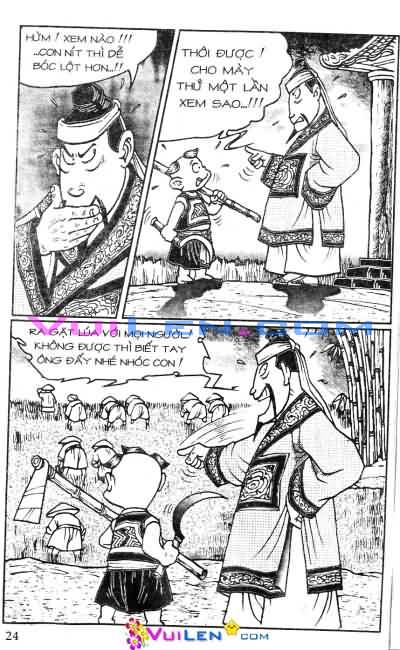 HỪM ! XEM NÀO !!!
...CON NÍT THÌ DỄ
BÓC LỘT HƠN..!!
THÔI ĐƯỢC !
CHO MÀY
THỬ MỘT LẦN
XEM SAO...!!!
VUILEN.COM
RA GẶT LÚA VỚI MỌI NGƯỜI.
KHÔNG ĐƯỢC THÌ BIẾT TAY
ÔNG ĐẤY NHÉ NHÓC CON !
24
VUILEN.COM